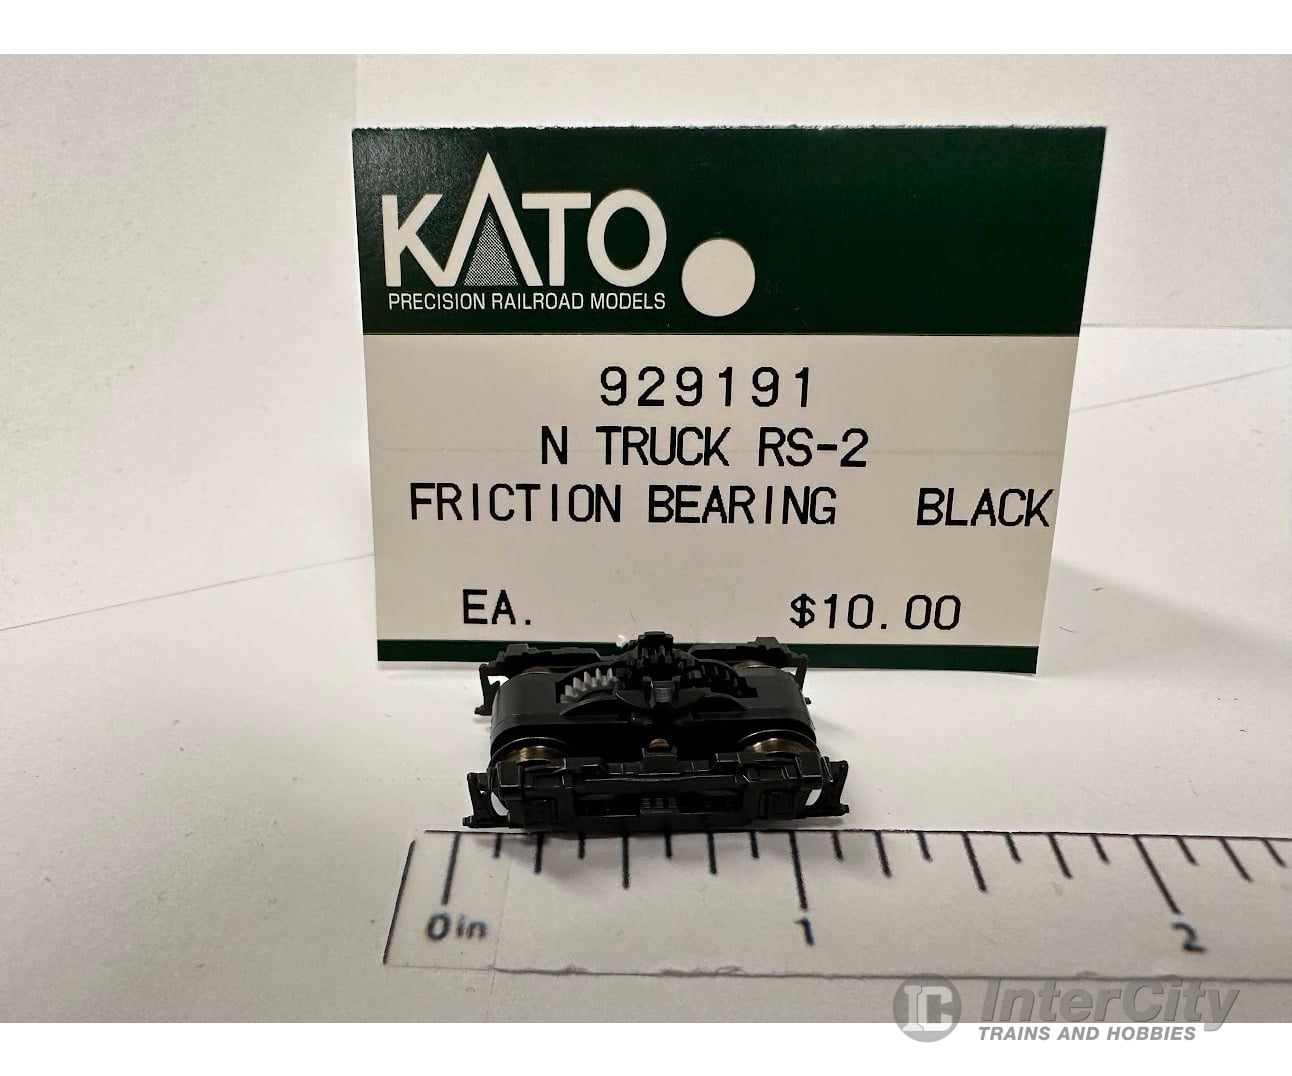 KATO
PRECISION RAILROAD MODELS
929191
N TRUCK RS-2
FRICTION BEARING BLACK
EA. $10.00
0in 1 2
IC InterCity
TRAINS AND HOBBIES